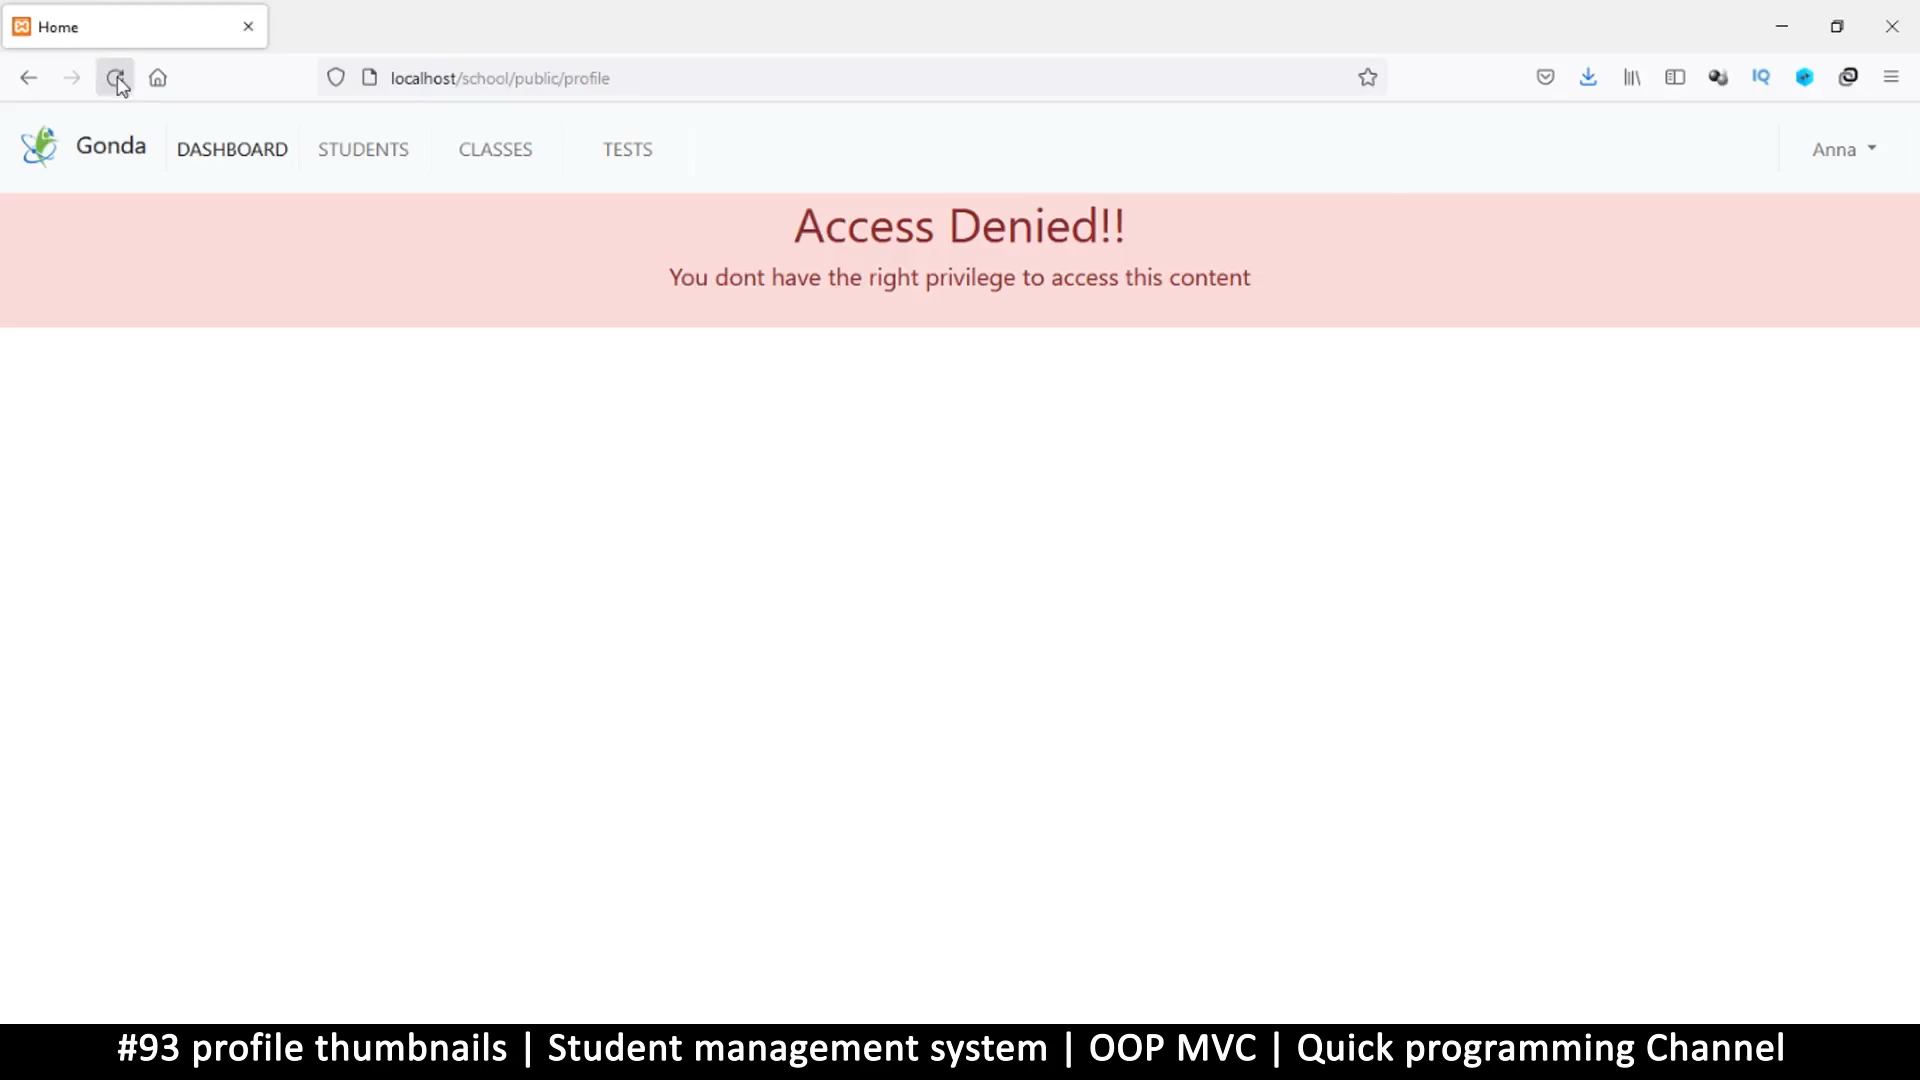 Home
localhost/school/public/profile
IQ
Gonda DASHBOARD STUDENTS CLASSES TESTS Anna
Access Denied!!
You dont have the right privilege to access this content
#93 profile thumbnails | Student management system | OOP MVC | Quick programming Channel